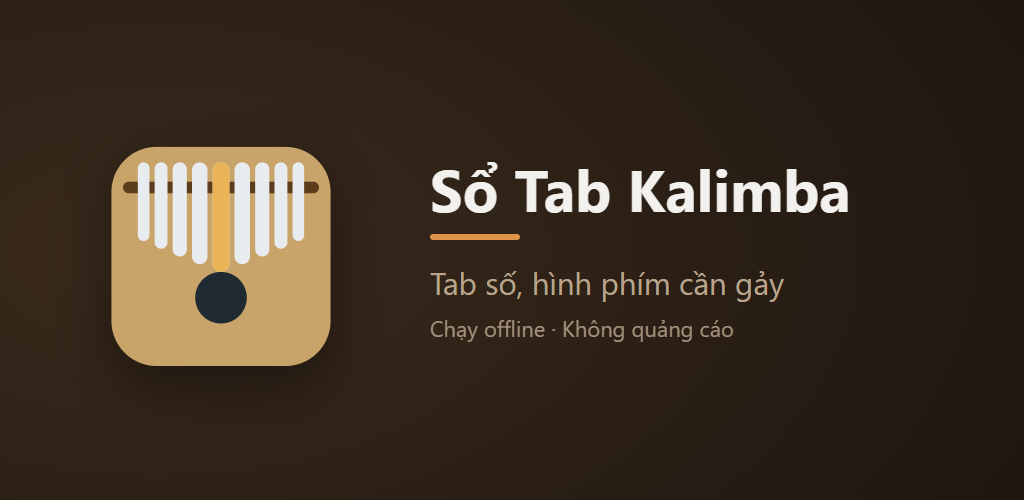 Sổ Tab Kalimba
Tab số, hình phím cần gảy
Chạy offline · Không quảng cáo